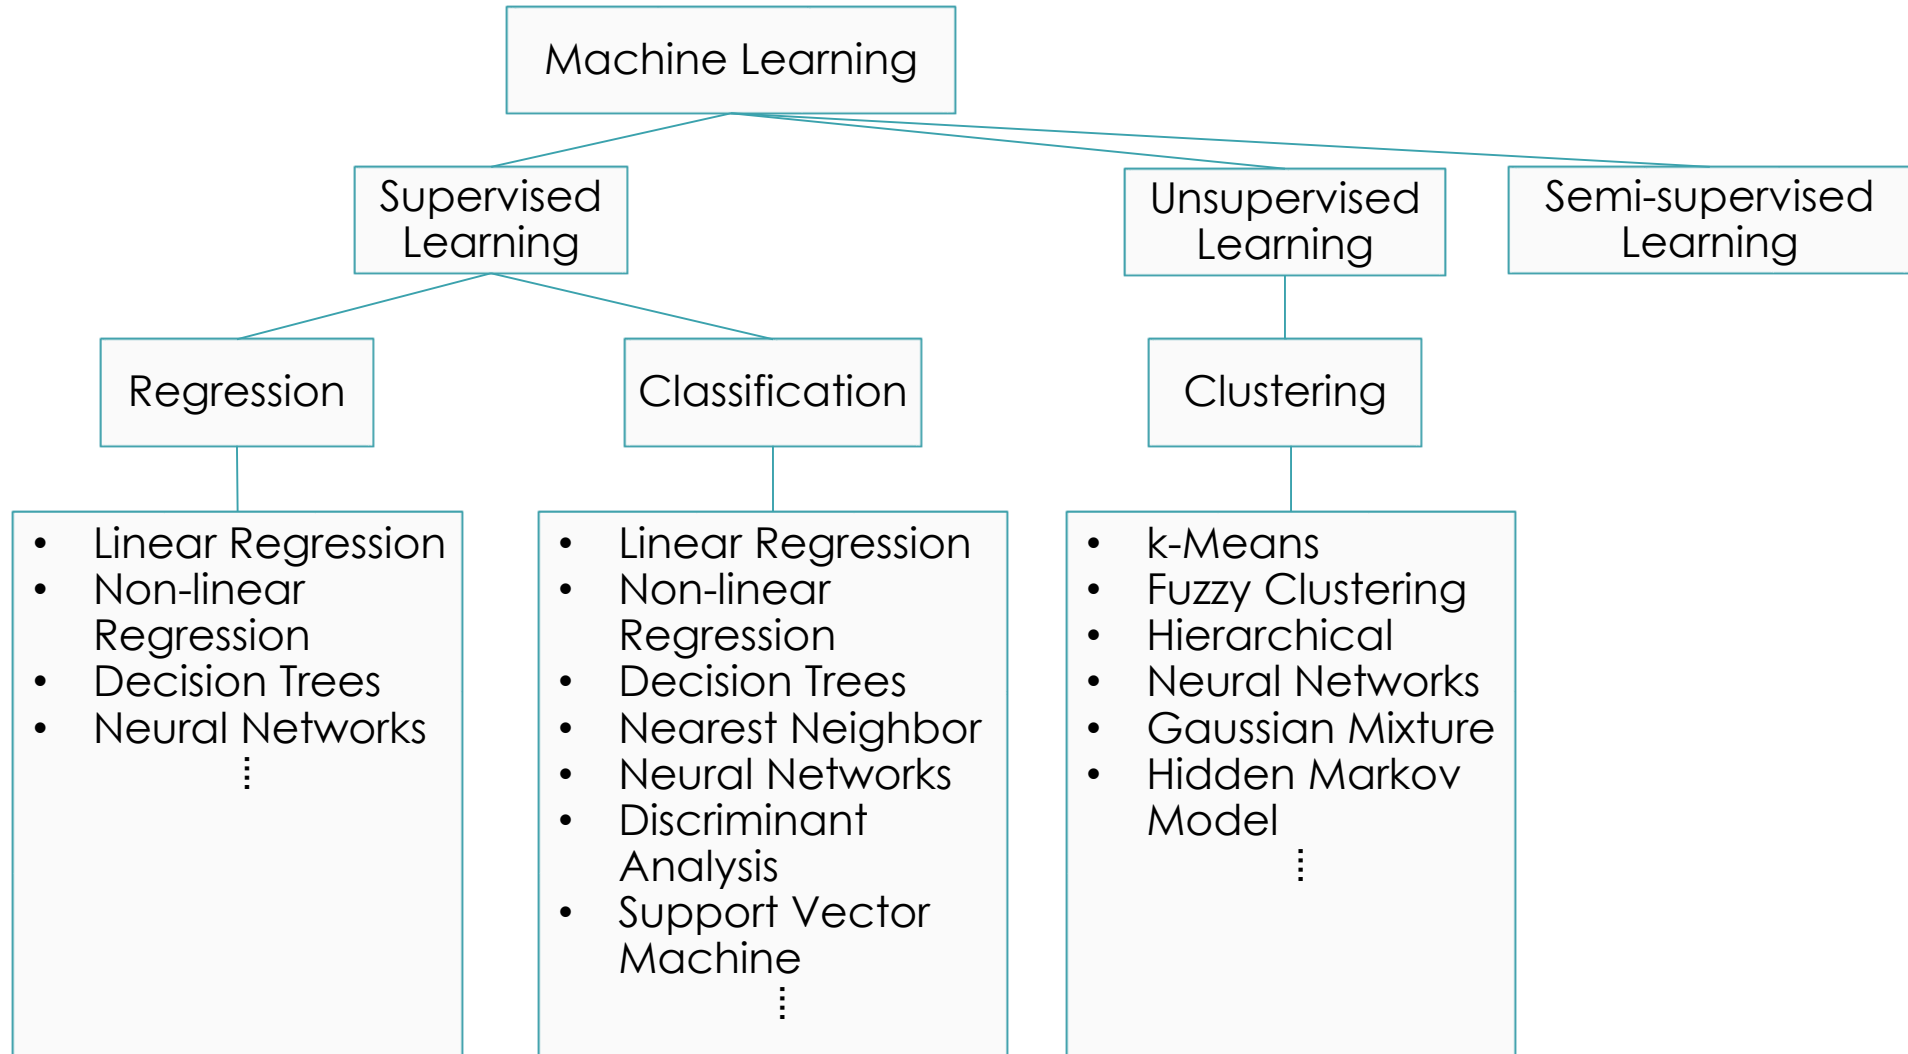 Machine Learning
Supervised
Learning
Unsupervised
Learning
Semi-supervised
Learning
Regression
Classification
Clustering
• Linear Regression
• Non-linear
Regression
• Decision Trees
• Neural Networks
⁞
• Linear Regression
• Non-linear
Regression
• Decision Trees
• Nearest Neighbor
• Neural Networks
• Discriminant
Analysis
• Support Vector
Machine
⁞
• k-Means
• Fuzzy Clustering
• Hierarchical
• Neural Networks
• Gaussian Mixture
• Hidden Markov
Model
⁞